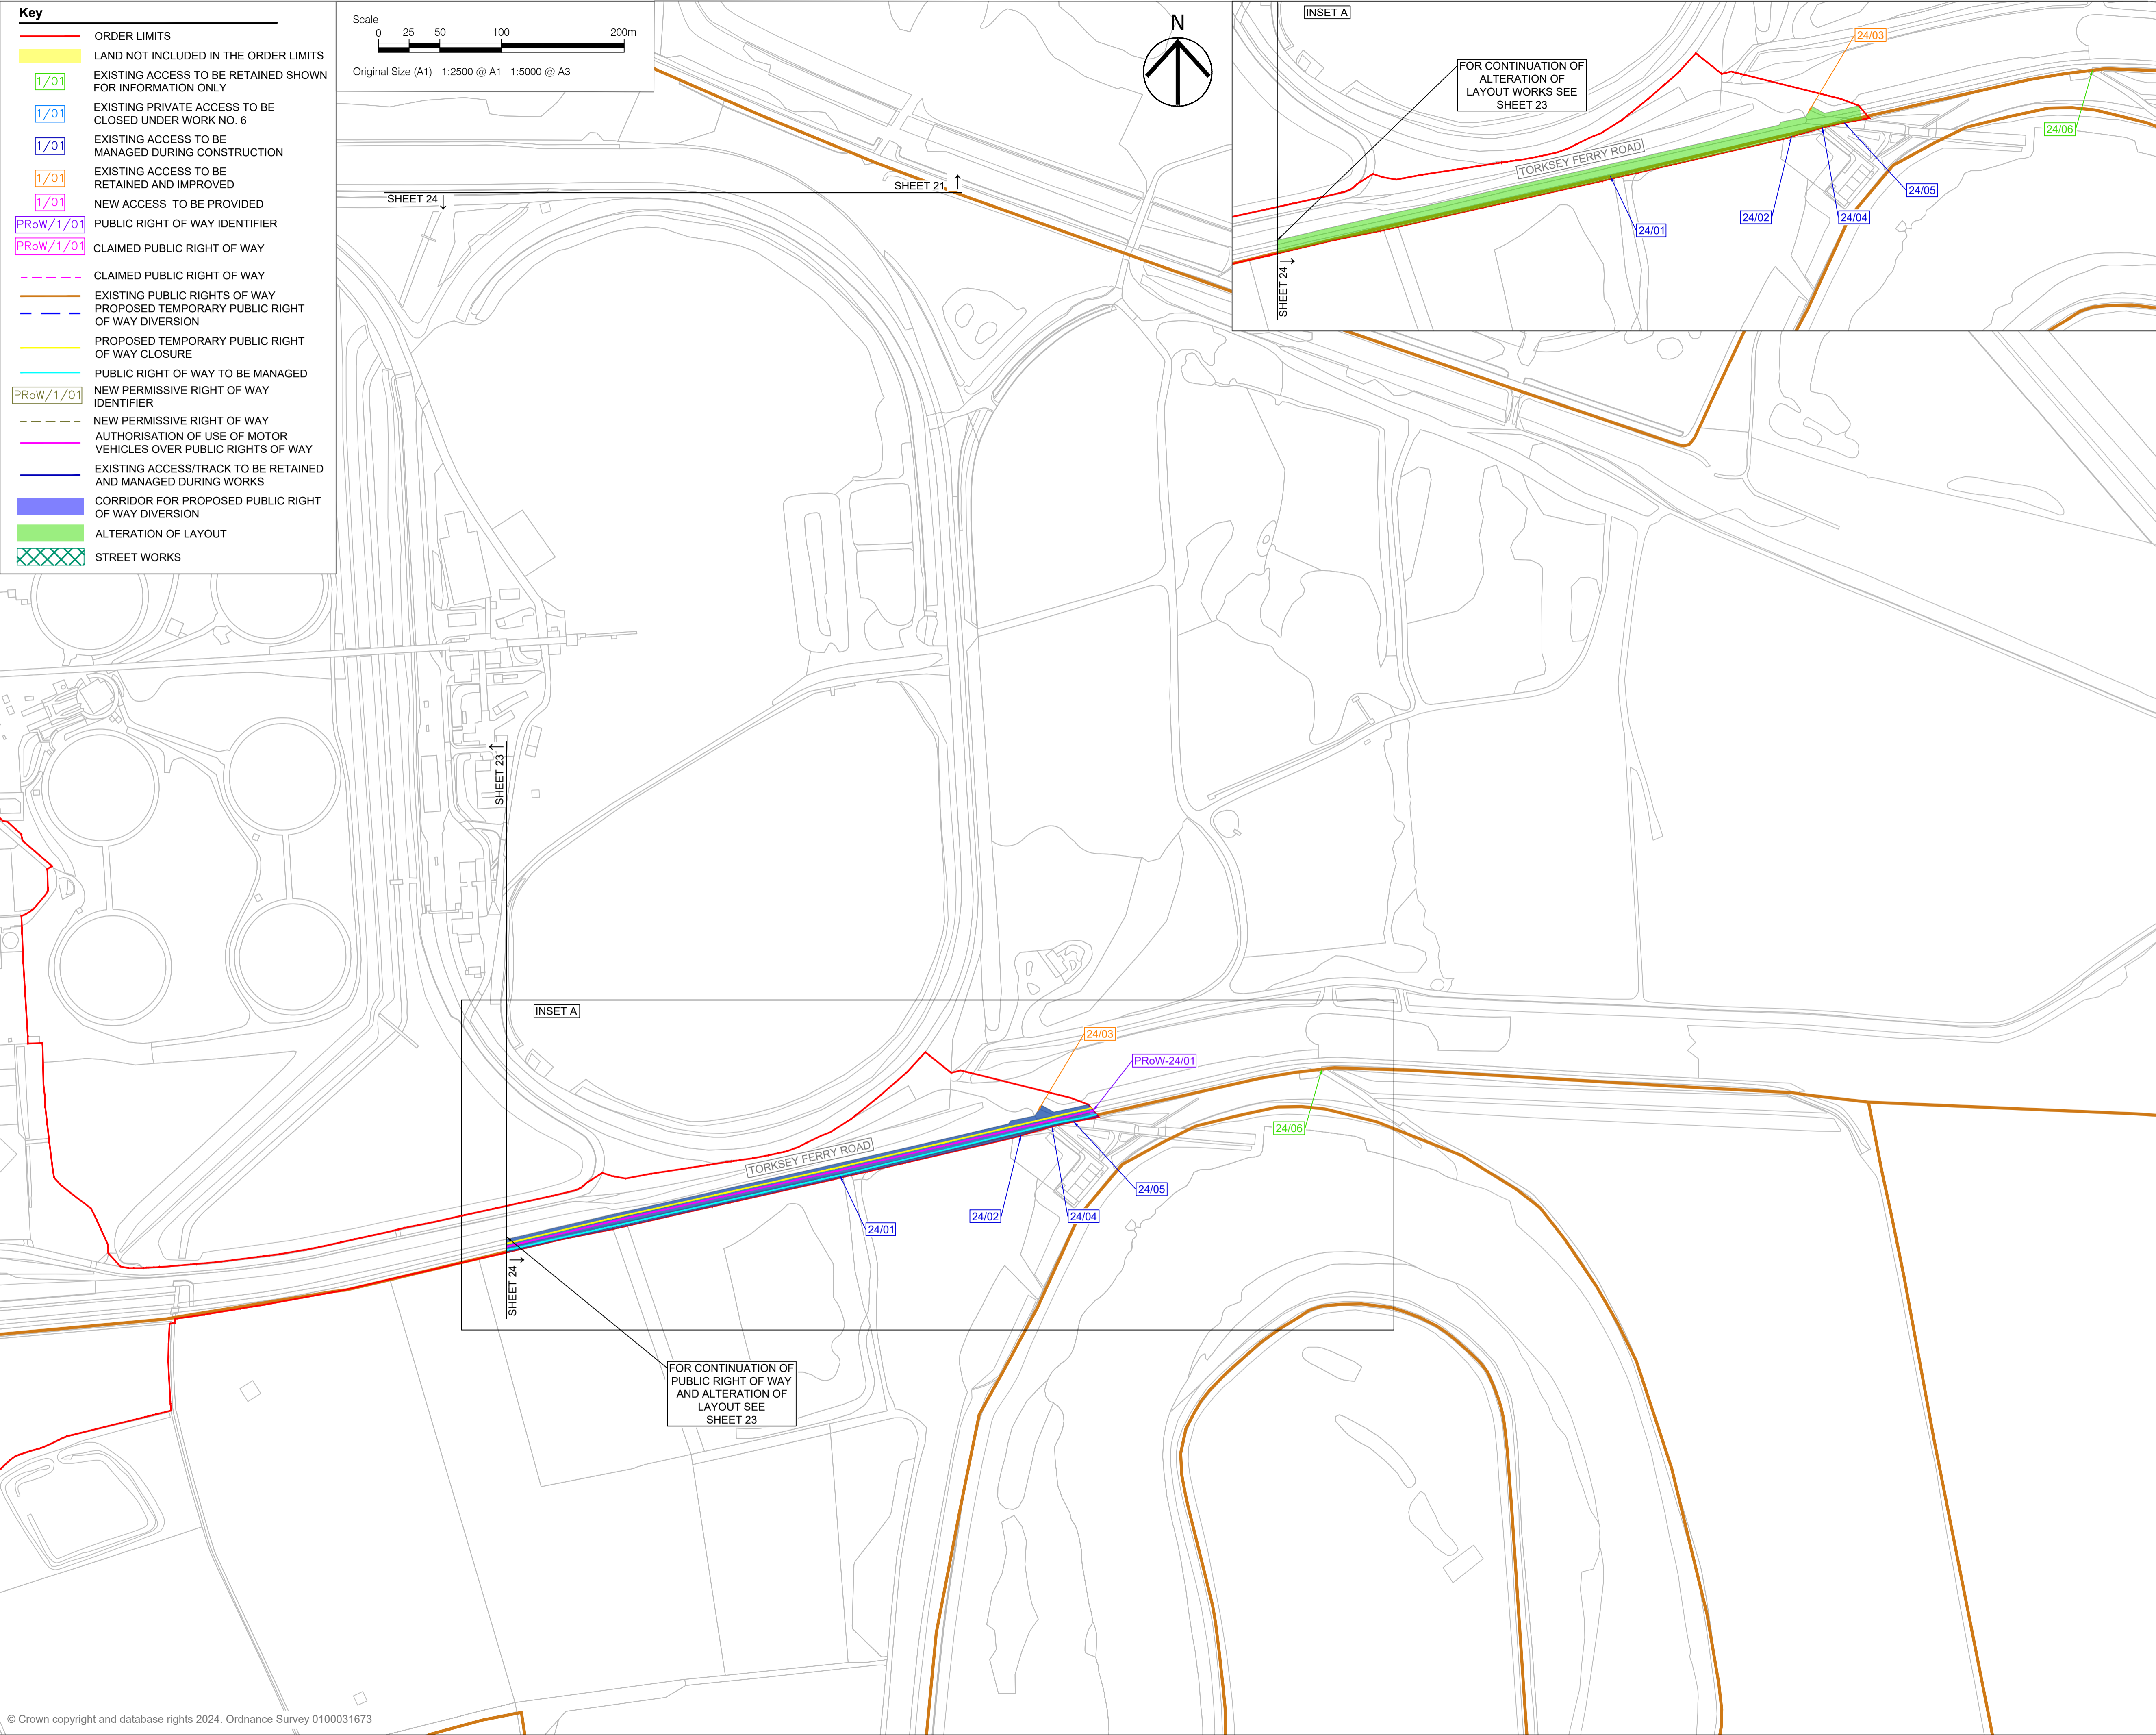 Key
ORDER LIMITS
LAND NOT INCLUDED IN THE ORDER LIMITS
1/01
EXISTING ACCESS TO BE RETAINED SHOWN
FOR INFORMATION ONLY
1/01
EXISTING PRIVATE ACCESS TO BE
CLOSED UNDER WORK NO. 6
1/01
EXISTING ACCESS TO BE
MANAGED DURING CONSTRUCTION
1/01
EXISTING ACCESS TO BE
RETAINED AND IMPROVED
1/01
NEW ACCESS TO BE PROVIDED
PRoW/1/01
PUBLIC RIGHT OF WAY IDENTIFIER
PRoW/1/01
CLAIMED PUBLIC RIGHT OF WAY
CLAIMED PUBLIC RIGHT OF WAY
EXISTING PUBLIC RIGHTS OF WAY
PROPOSED TEMPORARY PUBLIC RIGHT
OF WAY DIVERSION
PROPOSED TEMPORARY PUBLIC RIGHT
OF WAY CLOSURE
PUBLIC RIGHT OF WAY TO BE MANAGED
PRoW/1/01
NEW PERMISSIVE RIGHT OF WAY
IDENTIFIER
NEW PERMISSIVE RIGHT OF WAY
AUTHORISATION OF USE OF MOTOR
VEHICLES OVER PUBLIC RIGHTS OF WAY
EXISTING ACCESS/TRACK TO BE RETAINED
AND MANAGED DURING WORKS
CORRIDOR FOR PROPOSED PUBLIC RIGHT
OF WAY DIVERSION
ALTERATION OF LAYOUT
STREET WORKS
Scale
0 25 50 100 200m
Original Size (A1) 1:2500 @ A1 1:5000 @ A3
N
INSET A
24/03
FOR CONTINUATION OF
ALTERATION OF
LAYOUT WORKS SEE
SHEET 23
24/06
TORKSEY FERRY ROAD
24/05
24/02
24/04
24/01
SHEET 24
SHEET 21
SHEET 24
SHEET 23
INSET A
24/03
PRoW-24/01
24/06
TORKSEY FERRY ROAD
24/05
24/02
24/04
24/01
SHEET 24
FOR CONTINUATION OF
PUBLIC RIGHT OF WAY
AND ALTERATION OF
LAYOUT SEE
SHEET 23
© Crown copyright and database rights 2024. Ordnance Survey 0100031673